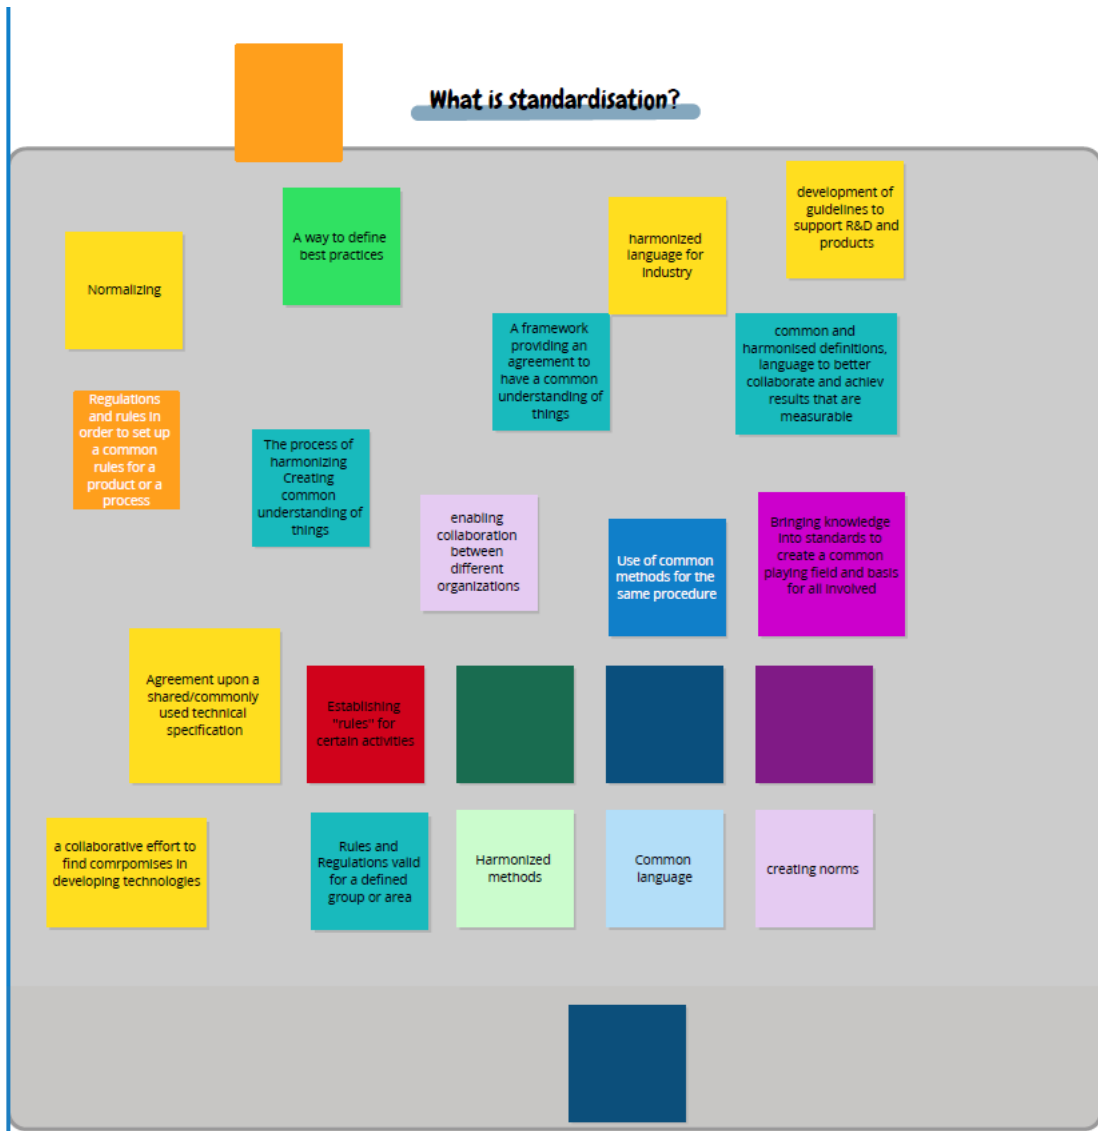 What is standardisation?
development of
guidelines to
support R&D and
products
A way to define
best practices
harmonized
language for
industry
Normalizing
A framework
providing an
agreement to
have a common
understanding of
things
common and
harmonised definitions,
language to better
collaborate and achiev
results that are
measurable
Regulations
and rules in
order to set up
a common
rules for a
product or a
process
The process of
harmonizing
Creating
common
understanding of
things
enabling
collaboration
between
different
organizations
Use of common
methods for the
same procedure
Bringing knowledge
into standards to
create a common
playing field and basis
for all involved
Agreement upon a
shared/commonly
used technical
specification
Establishing
"rules" for
certain activities
a collaborative effort to
find comrpomises in
developing technologies
Rules and
Regulations valid
for a defined
group or area
Harmonized
methods
Common
language
creating norms